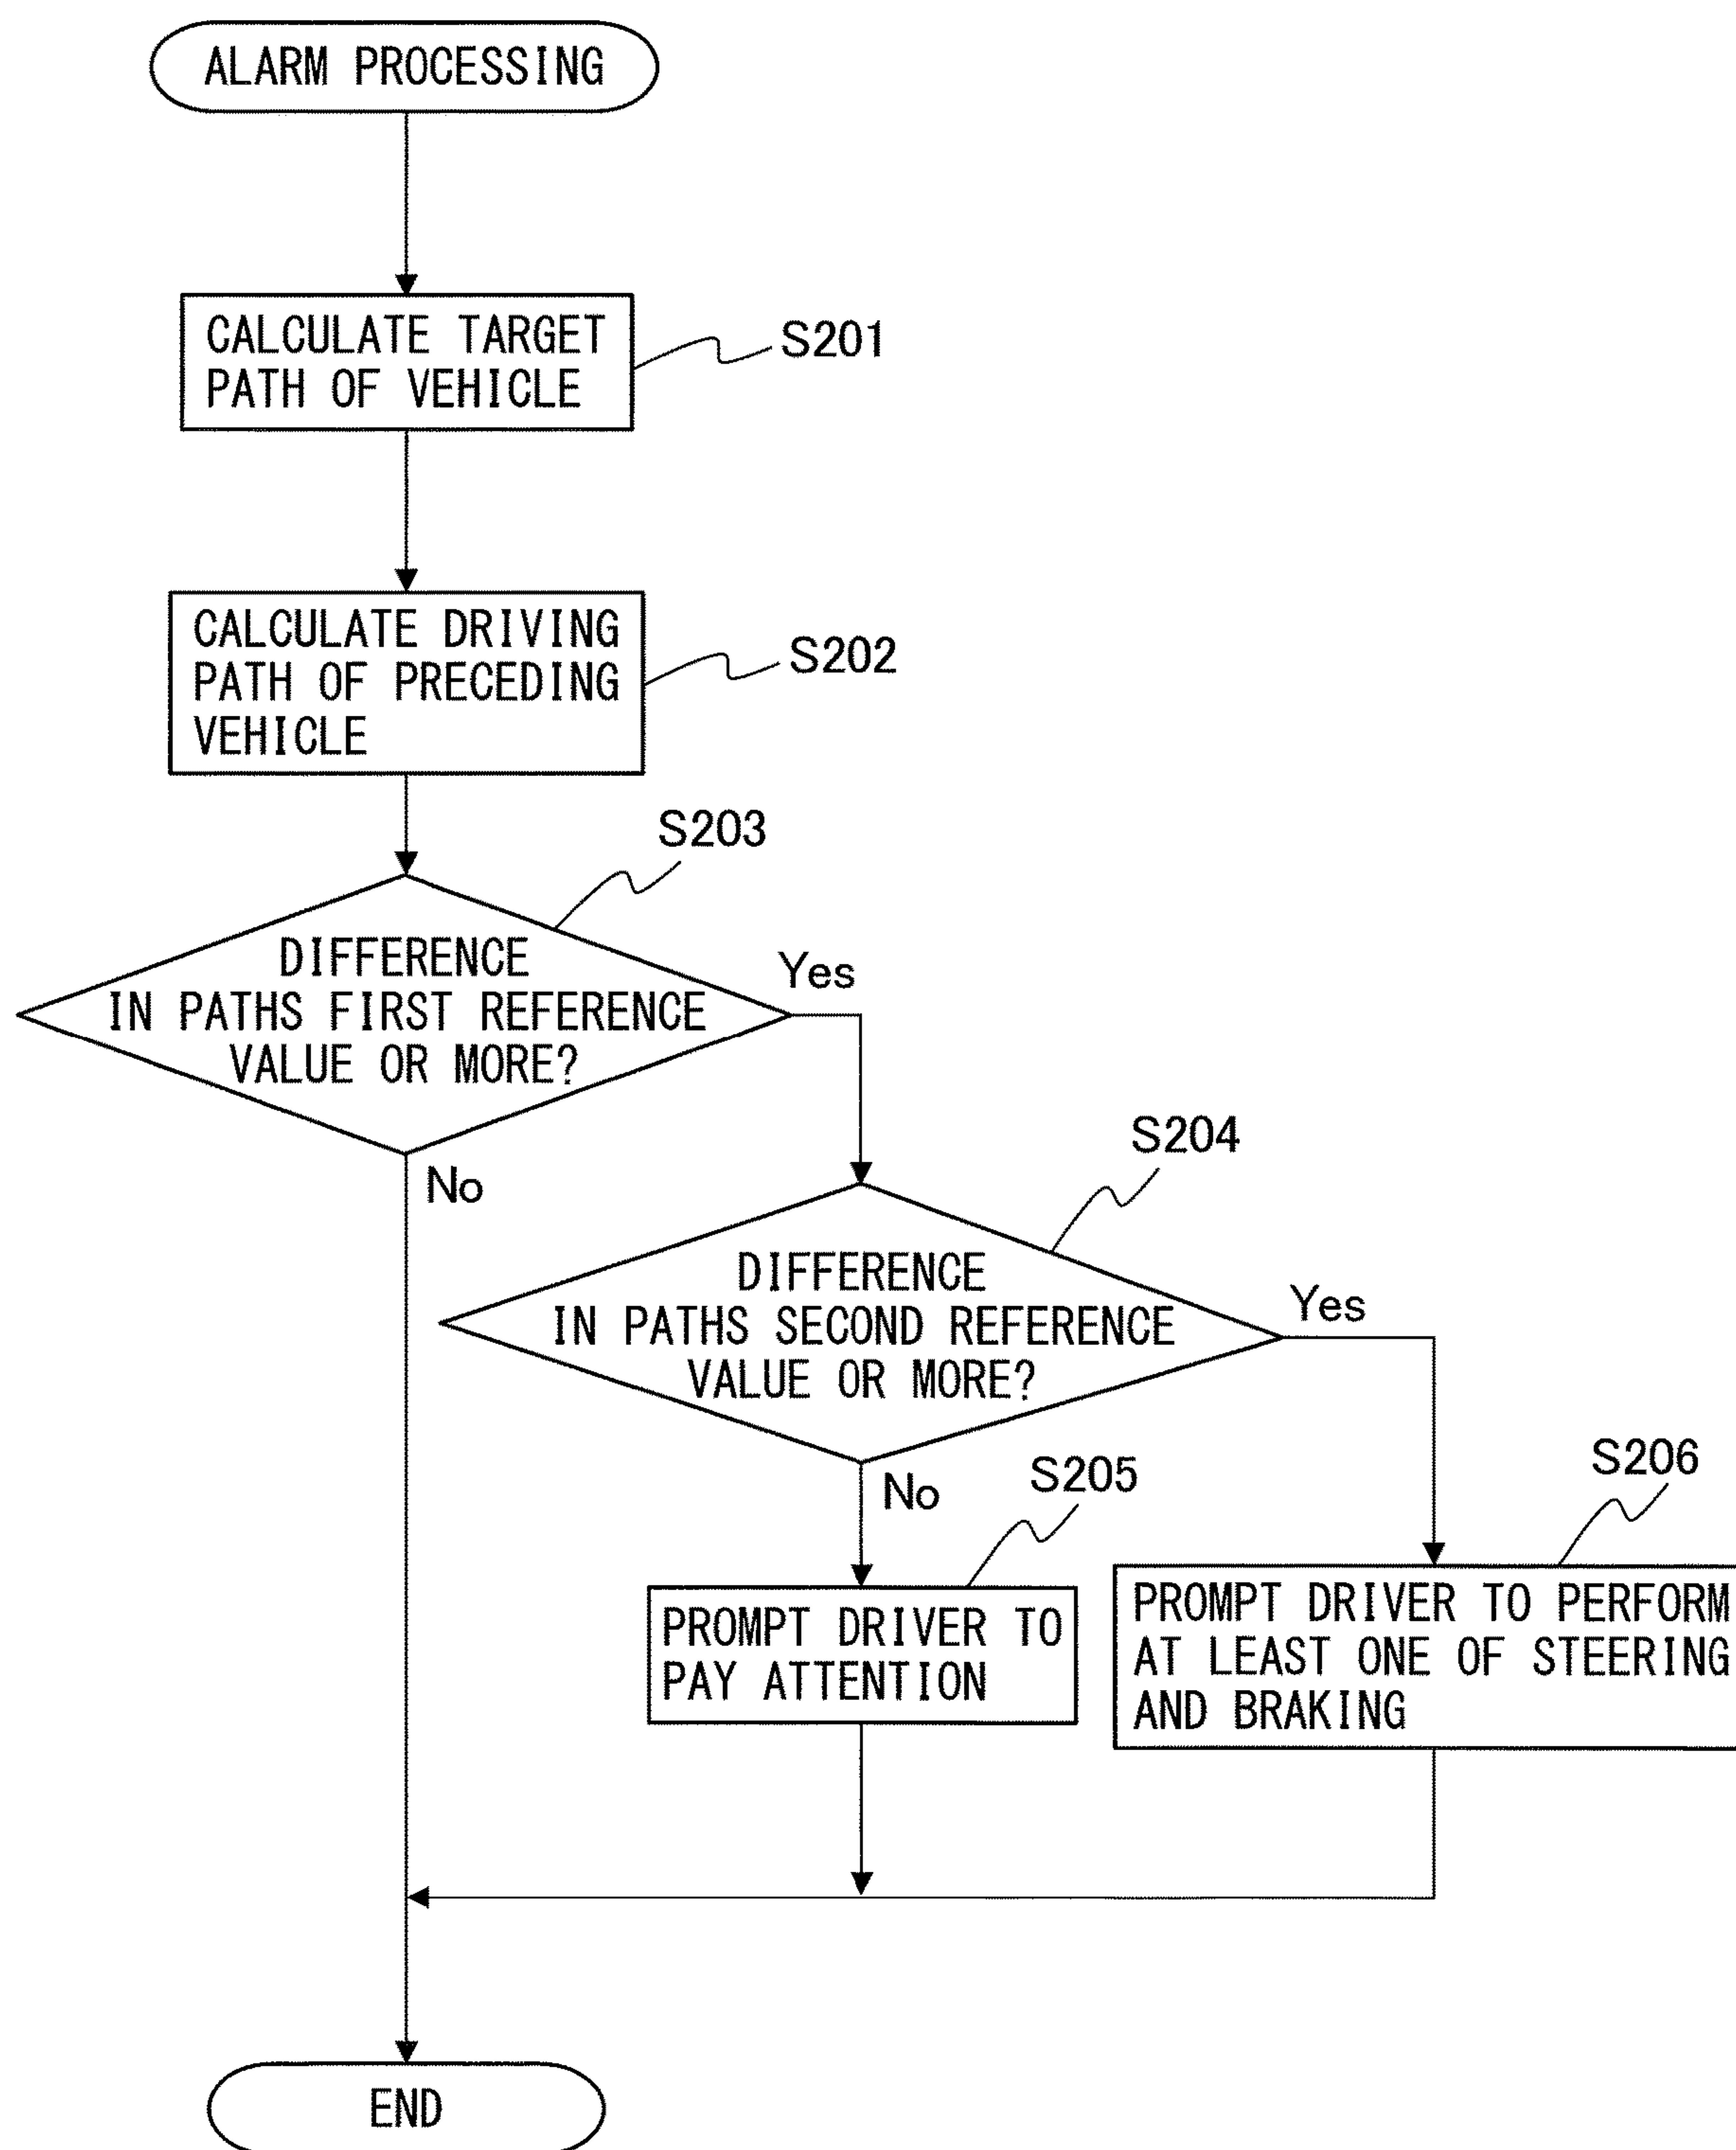 ALARM PROCESSING
CALCULATE TARGET
PATH OF VEHICLE
S201
CALCULATE DRIVING
PATH OF PRECEDING
VEHICLE
S202
S203
DIFFERENCE
IN PATHS FIRST REFERENCE
VALUE OR MORE?
Yes
No
S204
DIFFERENCE
IN PATHS SECOND REFERENCE
VALUE OR MORE?
Yes
No
S205
PROMPT DRIVER TO
PAY ATTENTION
S206
PROMPT DRIVER TO PERFORM
AT LEAST ONE OF STEERING
AND BRAKING
END